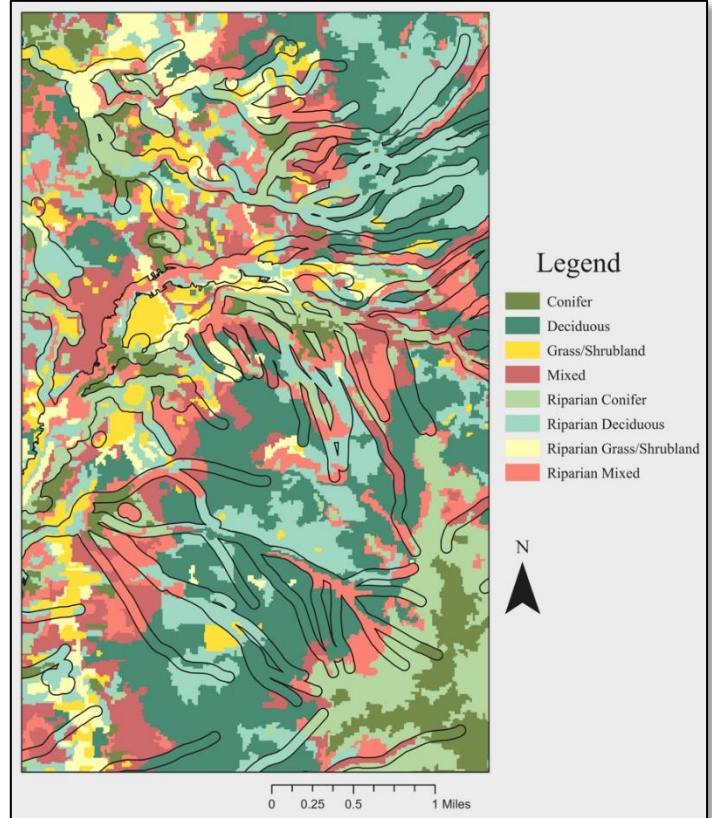 Legend
Conifer
Deciduous
Grass/Shrubland
Mixed
Riparian Conifer
Riparian Deciduous
Riparian Grass/Shrubland
Riparian Mixed
N
0 0.25 0.5 1 Miles